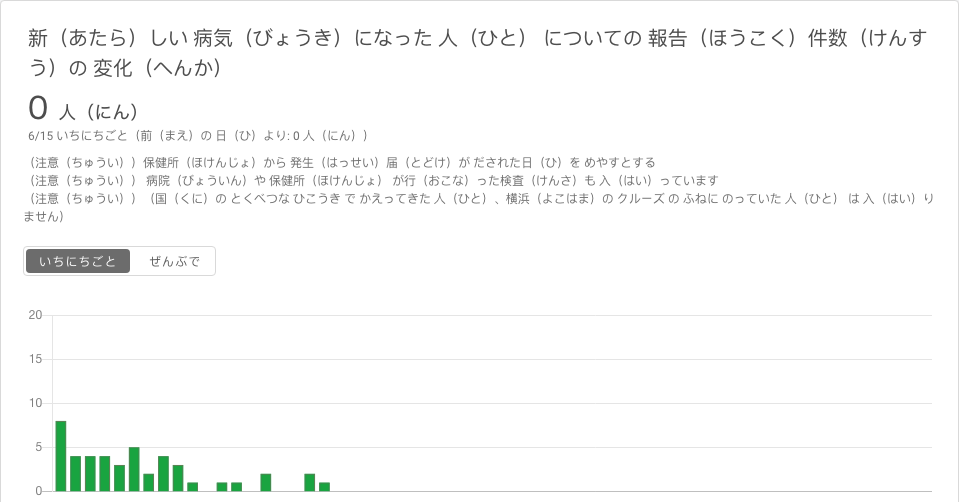 新（あたら）しい 病気（びょうき）になった 人（ひと） についての 報告（ほうこく）件数（けんす
う）の 変化（へんか）
0 人（にん）
6/15 いちにちごと（前（まえ）の 日（ひ）より: 0 人（にん））
（注意（ちゅうい））保健所（ほけんじょ）から 発生（はっせい）届（とどけ）が だされた日（ひ）を めやすとする
（注意（ちゅうい）） 病院（びょういん）や 保健所（ほけんじょ） が行（おこな）った検査（けんさ）も 入（はい）っています
（注意（ちゅうい））（国（くに）の とくべつな ひこうき で かえってきた 人（ひと）、横浜（よこはま）の クルーズ の ふねに のっていた 人（ひと） は 入（はい）り
ません）
いちにちごと ぜんぶで
20
15
10
5
0